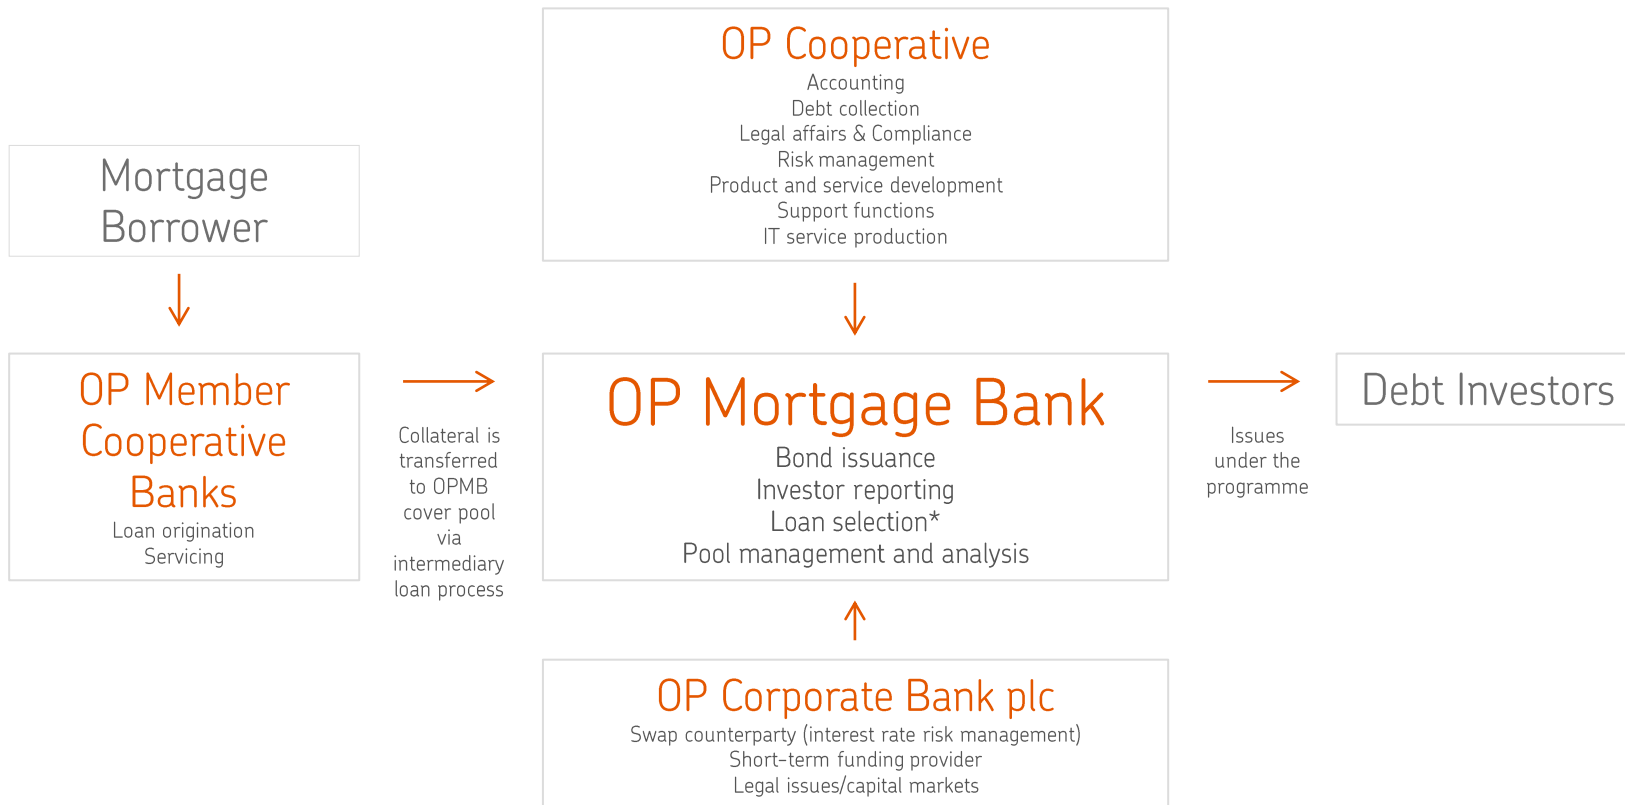 OP Cooperative
Accounting
Debt collection
Legal affairs & Compliance
Risk management
Product and service development
Support functions
IT service production
Mortgage
Borrower
OP Member
Cooperative
Banks
Loan origination
Servicing
Collateral is
transferred
to OPMB
cover pool
via
intermediary
loan process
OP Mortgage Bank
Bond issuance
Investor reporting
Loan selection*
Pool management and analysis
Issues
under the
programme
Debt Investors
OP Corporate Bank plc
Swap counterparty (interest rate risk management)
Short-term funding provider
Legal issues/capital markets